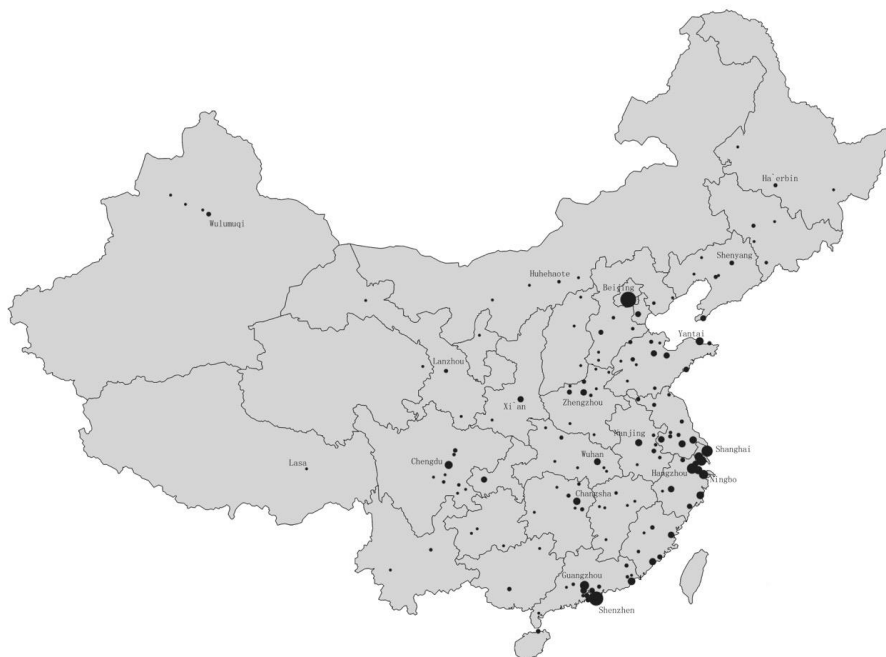 Ha`erbin
Wulumuqi
Shenyang
Huhehaote
Beijing
Yantai
Lanzhou
Xi`an
Zhengzhou
Nanjing
Shanghai
Lasa
Chengdu
Wuhan
Hangzhou
Ningbo
Changsha
Guangzhou
Shenzhen